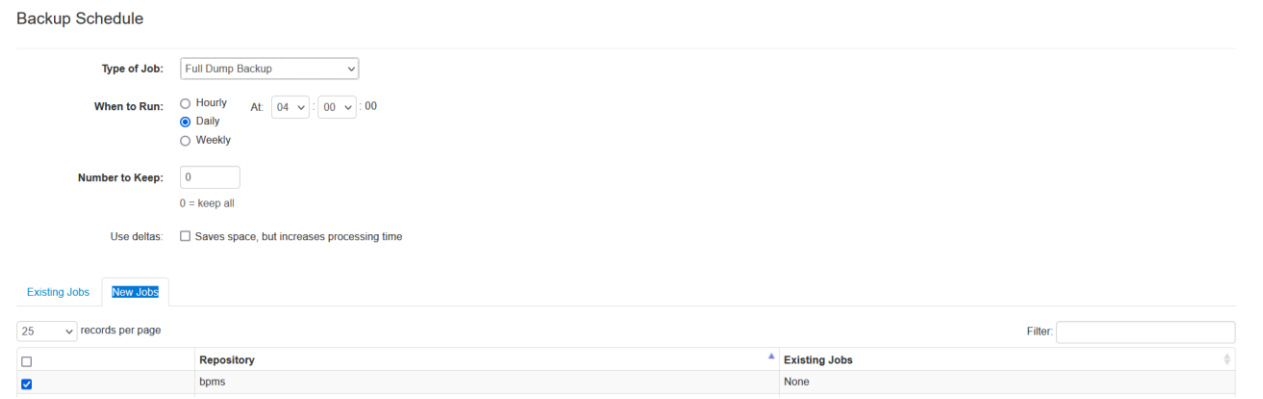 Backup Schedule
Type of Job: Full Dump Backup
When to Run: Hourly At: 04 : 00 : 00
Daily
Weekly
Number to Keep: 0
0 = keep all
Use deltas: Saves space, but increases processing time
Existing Jobs New Jobs
25 records per page Filter:
Repository Existing Jobs
bpms None